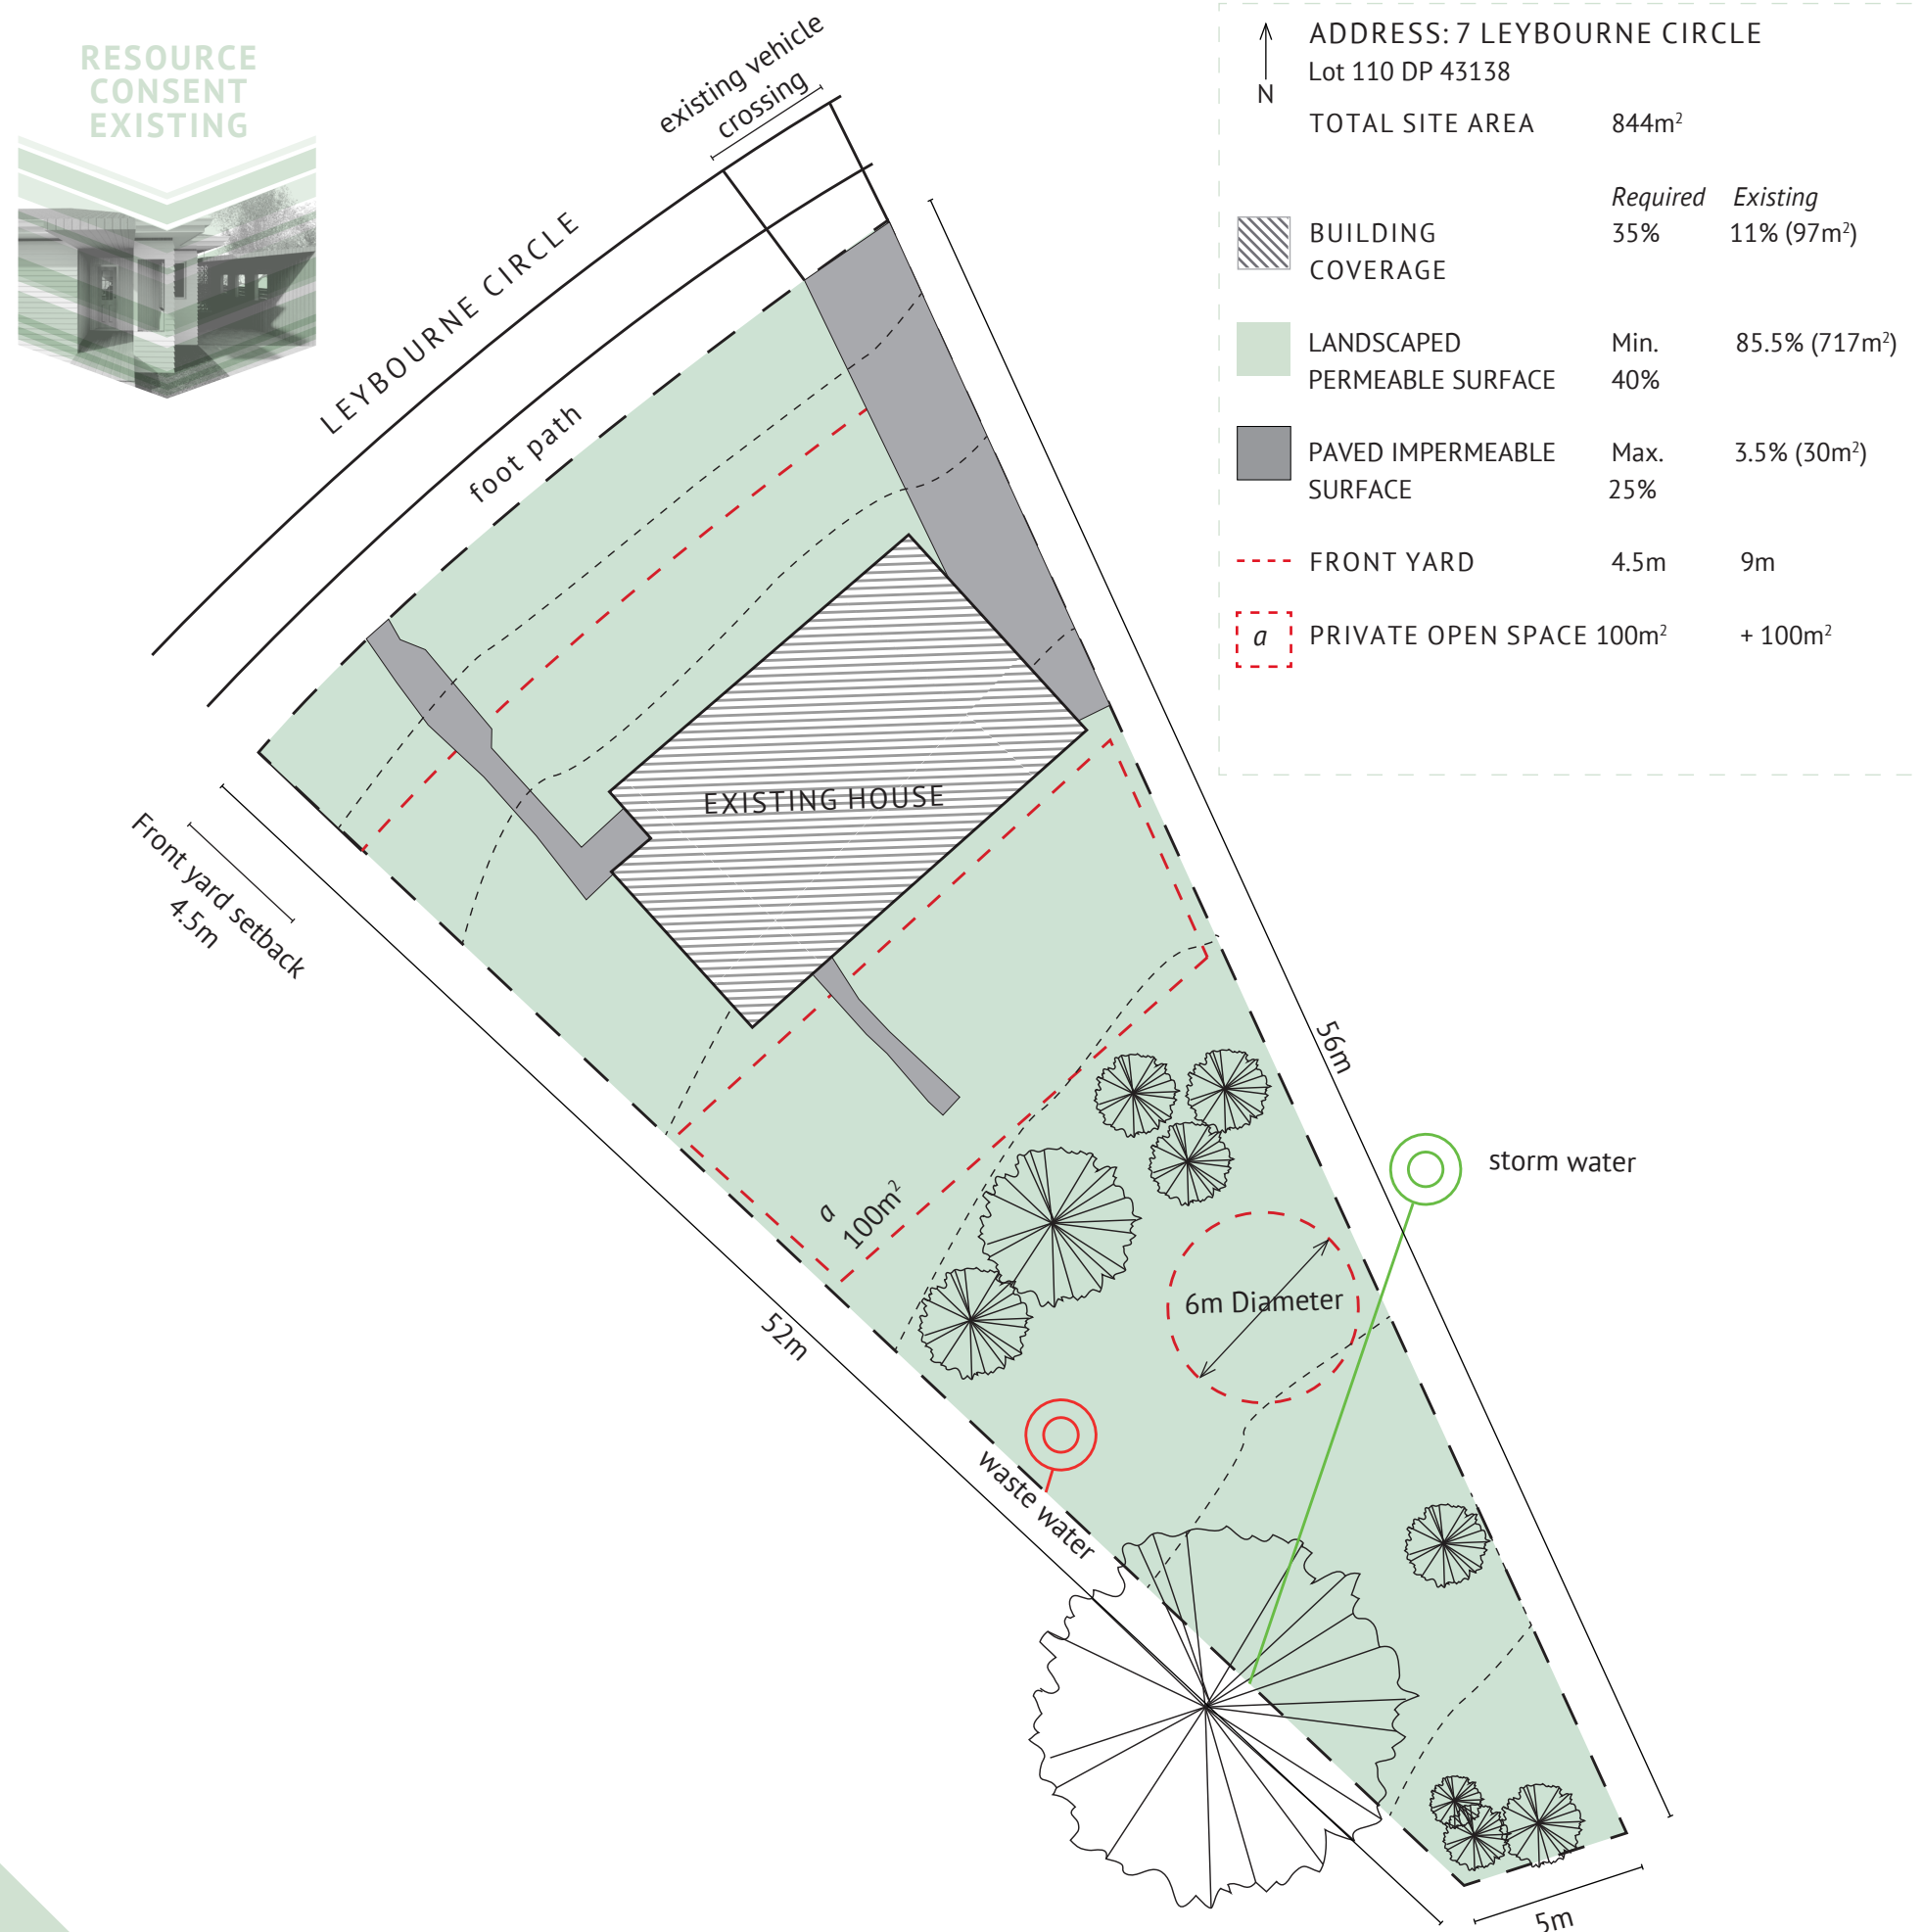 RESOURCE
CONSENT
EXISTING
existing vehicle
crossing
LEYBOURNE CIRCLE
foot path
N
ADDRESS: 7 LEYBOURNE CIRCLE
Lot 110 DP 43138
TOTAL SITE AREA 844m²
Required Existing
BUILDING 35% 11% (97m²)
COVERAGE
LANDSCAPED Min. 85.5% (717m²)
PERMEABLE SURFACE 40%
PAVED IMPERMEABLE Max. 3.5% (30m²)
SURFACE 25%
FRONT YARD 4.5m 9m
a PRIVATE OPEN SPACE 100m² + 100m²
EXISTING HOUSE
Front yard setback
4.5m
56m
storm water
a
100m²
6m Diameter
52m
waste water
5m